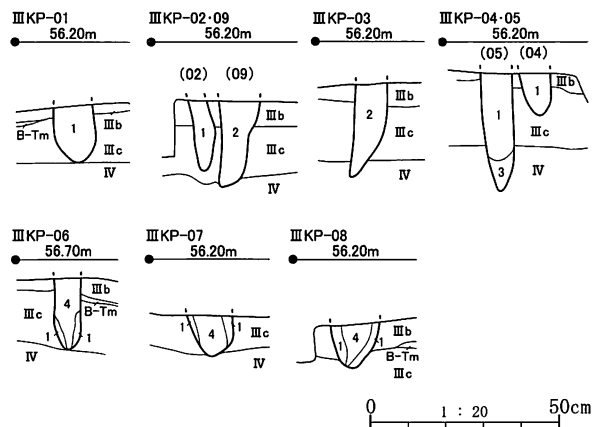 ⅢKP-01
56.20m
1
Ⅲb
B-Tm
Ⅲc
Ⅳ
ⅢKP-02·09
56.20m
(02) (09)
1
2
Ⅲb
Ⅲc
Ⅳ
ⅢKP-03
56.20m
2
Ⅲb
Ⅲc
Ⅳ
ⅢKP-04·05
56.20m
(05) (04)
1
1
Ⅲb
Ⅲc
3
Ⅳ
ⅢKP-06
56.70m
4
Ⅲb
B-Tm
Ⅲc
1
1
Ⅳ
ⅢKP-07
56.20m
1
4
1
Ⅲc
Ⅳ
ⅢKP-08
56.20m
1
4
1
Ⅲb
B-Tm
Ⅲc
0 1 : 20 50cm